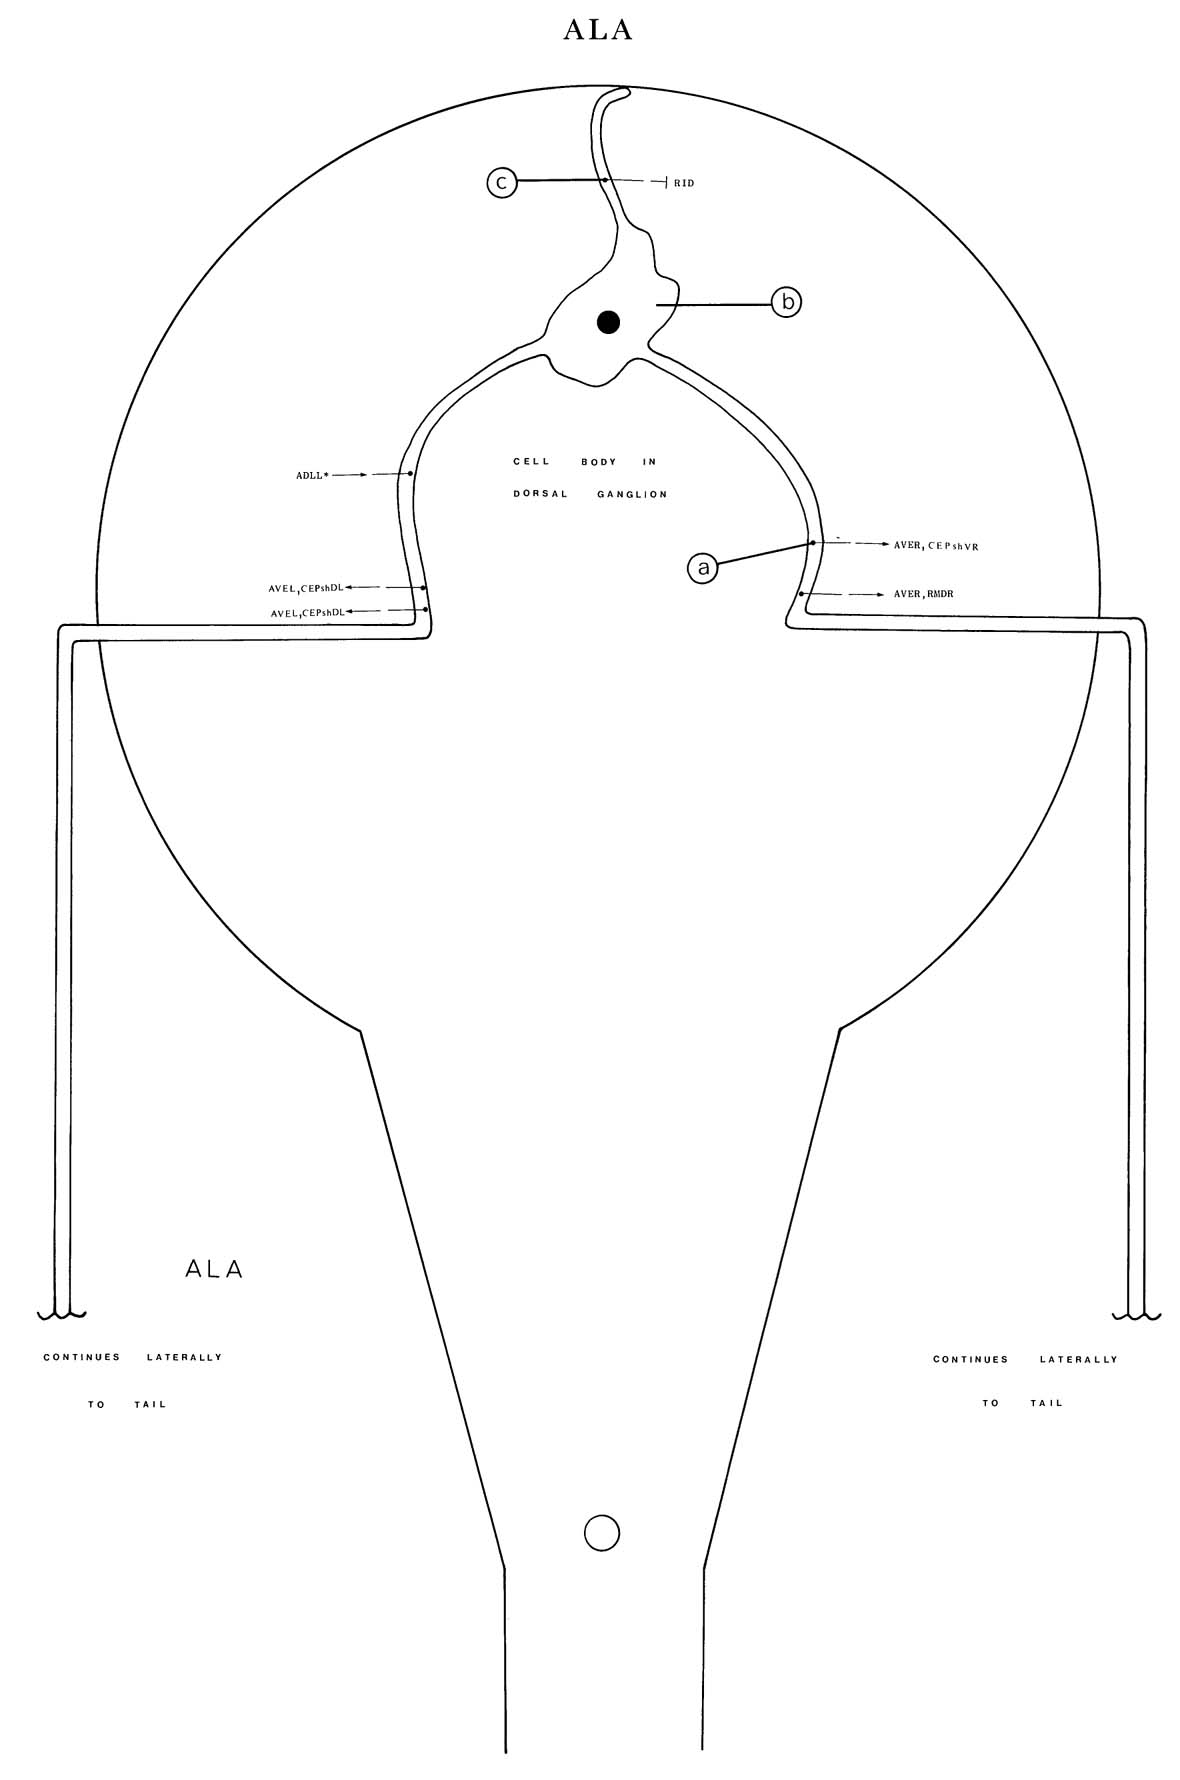 ALA
c
RID
b
CELL BODY IN
DORSAL GANGLION
ADLL*
a
AVER, CEPshVR
AVEL,CEPshDL
AVER,RMDR
AVEL,CEPshDL
ALA
CONTINUES LATERALLY
TO TAIL
CONTINUES LATERALLY
TO TAIL